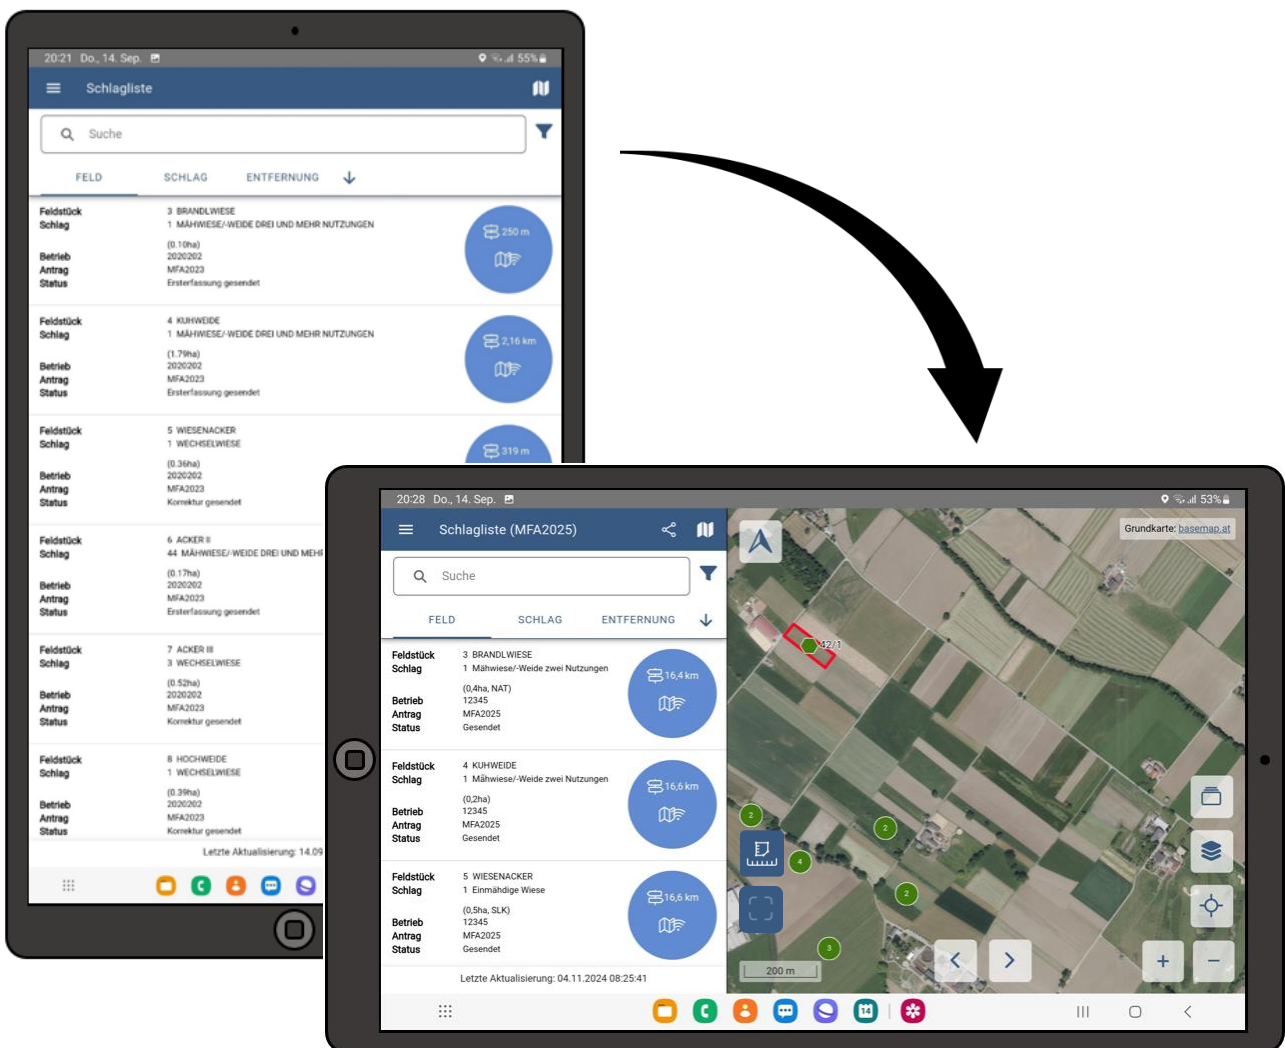 20:21 Do., 14. Sep. 55%
Schlagliste
Suche
FELD SCHLAG ENTFERNUNG
Feldstück 3 BRANDLWIESE
Schlag 1 MÄHWIESE/-WEIDE DREI UND MEHR NUTZUNGEN
250 m
(0.10ha)
Betrieb 2020202
Antrag MFA2023
Status Ersterfassung gesendet
Feldstück 4 KUHWEIDE
Schlag 1 MÄHWIESE/-WEIDE DREI UND MEHR NUTZUNGEN
2,16 km
(1.79ha)
Betrieb 2020202
Antrag MFA2023
Status Ersterfassung gesendet
Feldstück 5 WIESENACKER
Schlag 1 WECHSELWIESE
319 m
(0.36ha)
Betrieb 2020202
Antrag MFA2023
Status Korrektur gesendet
Feldstück 6 ACKER II
Schlag 44 MÄHWIESE/-WEIDE DREI UND MEHR
(0.17ha)
Betrieb 2020202
Antrag MFA2023
Status Ersterfassung gesendet
Feldstück 7 ACKER III
Schlag 3 WECHSELWIESE
(0.52ha)
Betrieb 2020202
Antrag MFA2023
Status Korrektur gesendet
Feldstück 8 HOCHWEIDE
Schlag 1 WECHSELWIESE
(0.39ha)
Betrieb 2020202
Antrag MFA2023
Status Korrektur gesendet
Letzte Aktualisierung: 14.09
20:28 Do., 14. Sep. 53%
Schlagliste (MFA2025)
Suche
FELD SCHLAG ENTFERNUNG
Feldstück 3 BRANDLWIESE
Schlag 1 Mähwiese/-Weide zwei Nutzungen
16,4 km
(0,4ha, NAT)
Betrieb 12345
Antrag MFA2025
Status Gesendet
Feldstück 4 KUHWEIDE
Schlag 1 Mähwiese/-Weide zwei Nutzungen
16,6 km
(0,2ha)
Betrieb 12345
Antrag MFA2025
Status Gesendet
Feldstück 5 WIESENACKER
Schlag 1 Einmähdige Wiese
16,6 km
(0,5ha, SLK)
Betrieb 12345
Antrag MFA2025
Status Gesendet
Letzte Aktualisierung: 04.11.2024 08:25:41
Grundkarte: basemap.at
42/1
2
2
4
2
3
200 m
14